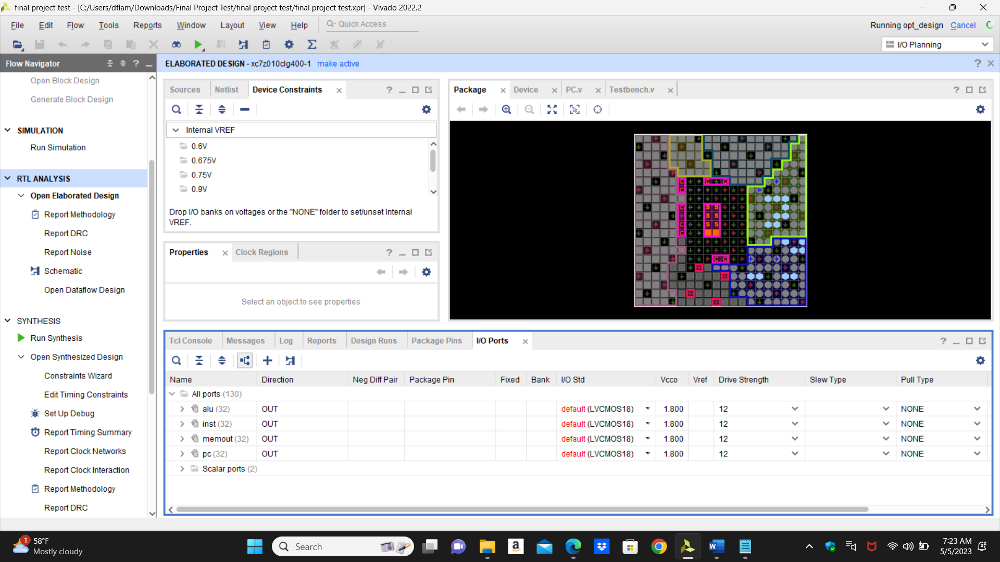 final project test - [C:/Users/dflam/Downloads/Final Project Test/final project test/final project test.xpr] - Vivado 2022.2
File Edit Flow Tools Reports Window Layout View Help Quick Access
Running opt_design Cancel
I/O Planning
Flow Navigator
ELABORATED DESIGN - xc7z010clg400-1 make active
Open Block Design
Generate Block Design
SIMULATION
Run Simulation
RTL ANALYSIS
Open Elaborated Design
Report Methodology
Report DRC
Report Noise
Schematic
Open Dataflow Design
SYNTHESIS
Run Synthesis
Open Synthesized Design
Constraints Wizard
Edit Timing Constraints
Set Up Debug
Report Timing Summary
Report Clock Networks
Report Clock Interaction
Report Methodology
Report DRC
Sources Netlist Device Constraints
Internal VREF
0.6V
0.675V
0.75V
0.9V
Drop I/O banks on voltages or the "NONE" folder to set/unset Internal
VREF.
Properties Clock Regions
Select an object to see properties
Package Device PC.v Testbench.v
C C C
C
C S S
C S S
C S S
C
C C
Tcl Console Messages Log Reports Design Runs Package Pins I/O Ports
Name Direction Neg Diff Pair Package Pin Fixed Bank I/O Std Vcco Vref Drive Strength Slew Type Pull Type
All ports (130)
alu (32) OUT default (LVCMOS18) 1.800 12 NONE
inst (32) OUT default (LVCMOS18) 1.800 12 NONE
memout (32) OUT default (LVCMOS18) 1.800 12 NONE
pc (32) OUT default (LVCMOS18) 1.800 12 NONE
Scalar ports (2)
1
58°F
Mostly cloudy
Search
7:23 AM
5/5/2023